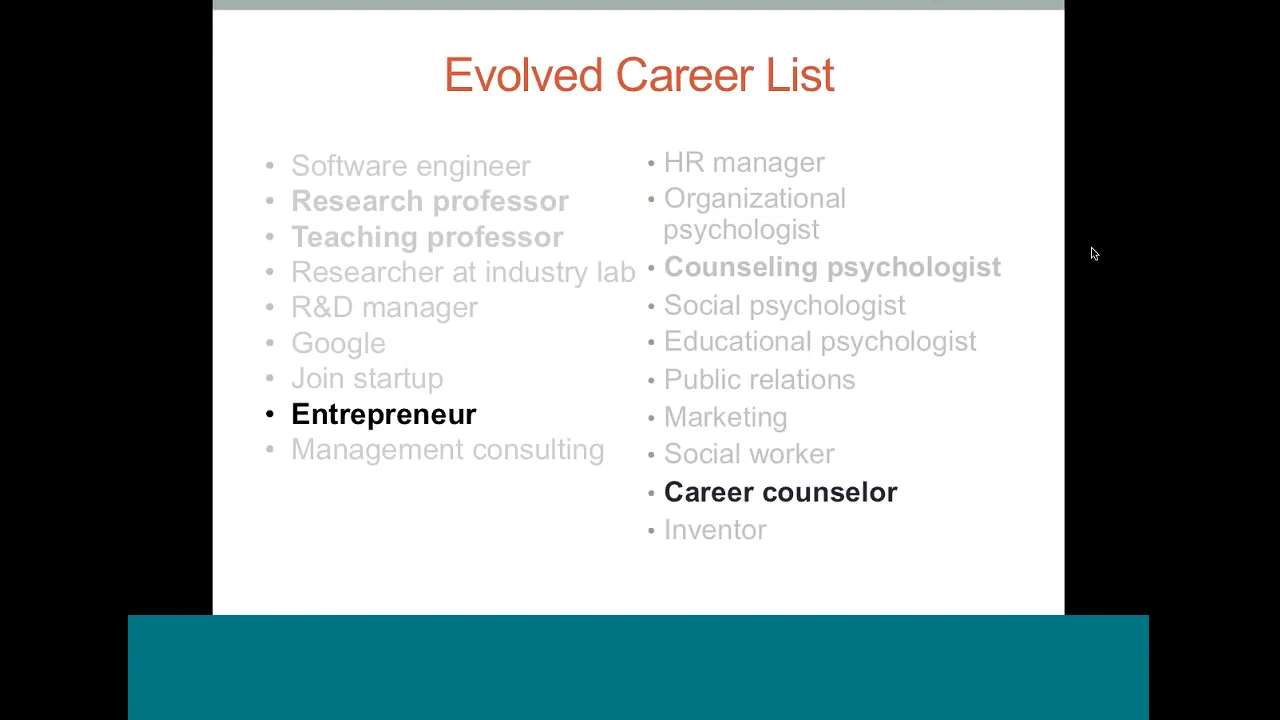 Evolved Career List
• Software engineer
• Research professor
• Teaching professor
• Researcher at industry lab
• R&D manager
• Google
• Join startup
• Entrepreneur
• Management consulting
• HR manager
• Organizational
psychologist
• Counseling psychologist
• Social psychologist
• Educational psychologist
• Public relations
• Marketing
• Social worker
• Career counselor
• Inventor